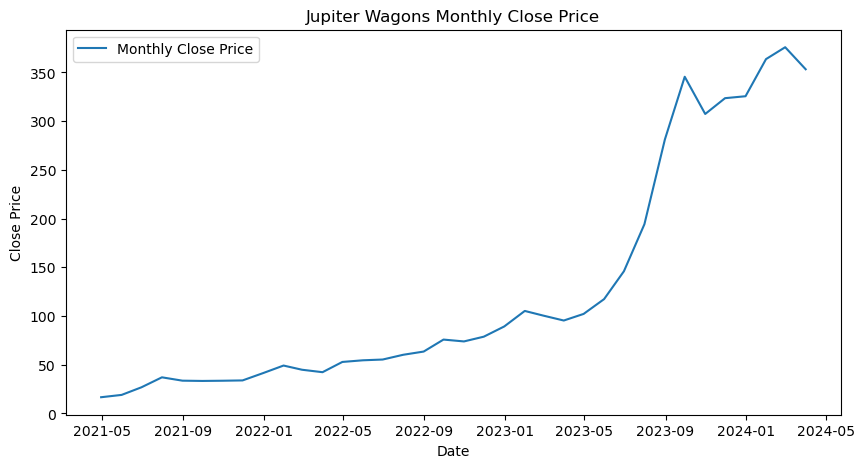 Jupiter Wagons Monthly Close Price
Monthly Close Price
350
300
250
200
150
100
50
0
Close Price
2021-05 2021-09 2022-01 2022-05 2022-09 2023-01 2023-05 2023-09 2024-01 2024-05
Date